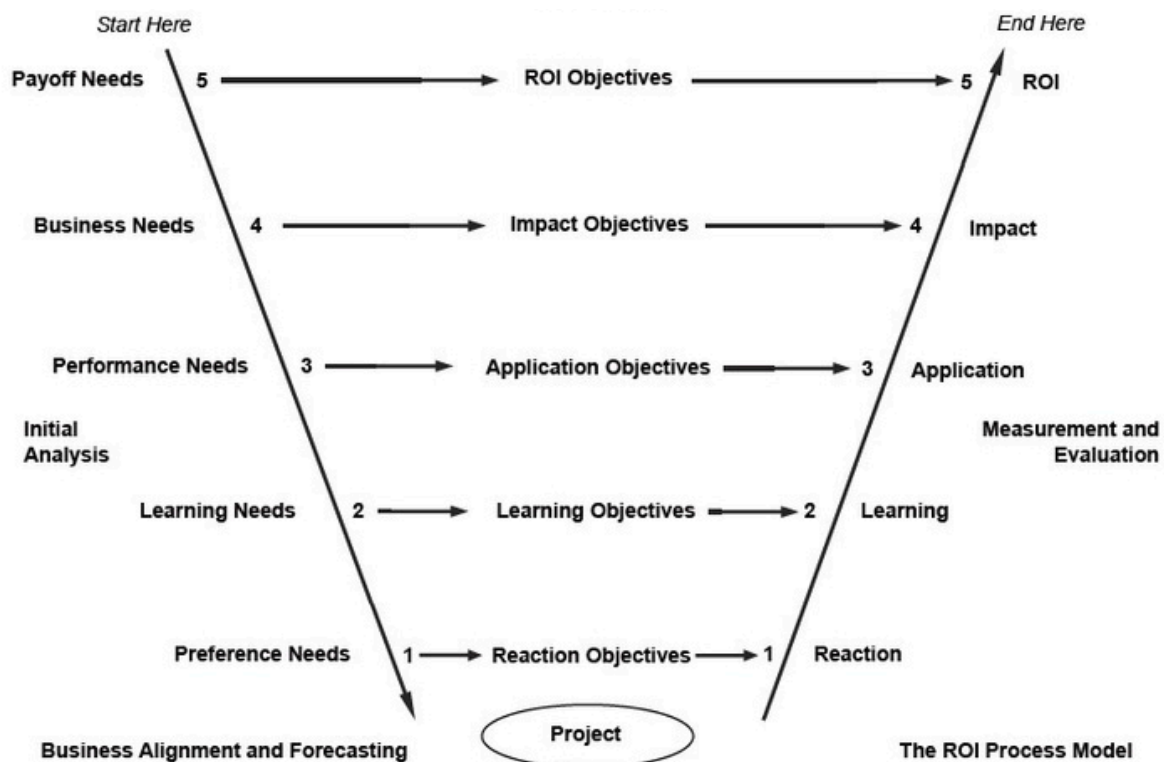 Start Here
End Here
Payoff Needs 5 ROI Objectives 5 ROI
Business Needs 4 Impact Objectives 4 Impact
Performance Needs 3 Application Objectives 3 Application
Initial
Analysis
Measurement and
Evaluation
Learning Needs 2 Learning Objectives 2 Learning
Preference Needs 1 Reaction Objectives 1 Reaction
Project
Business Alignment and Forecasting
The ROI Process Model